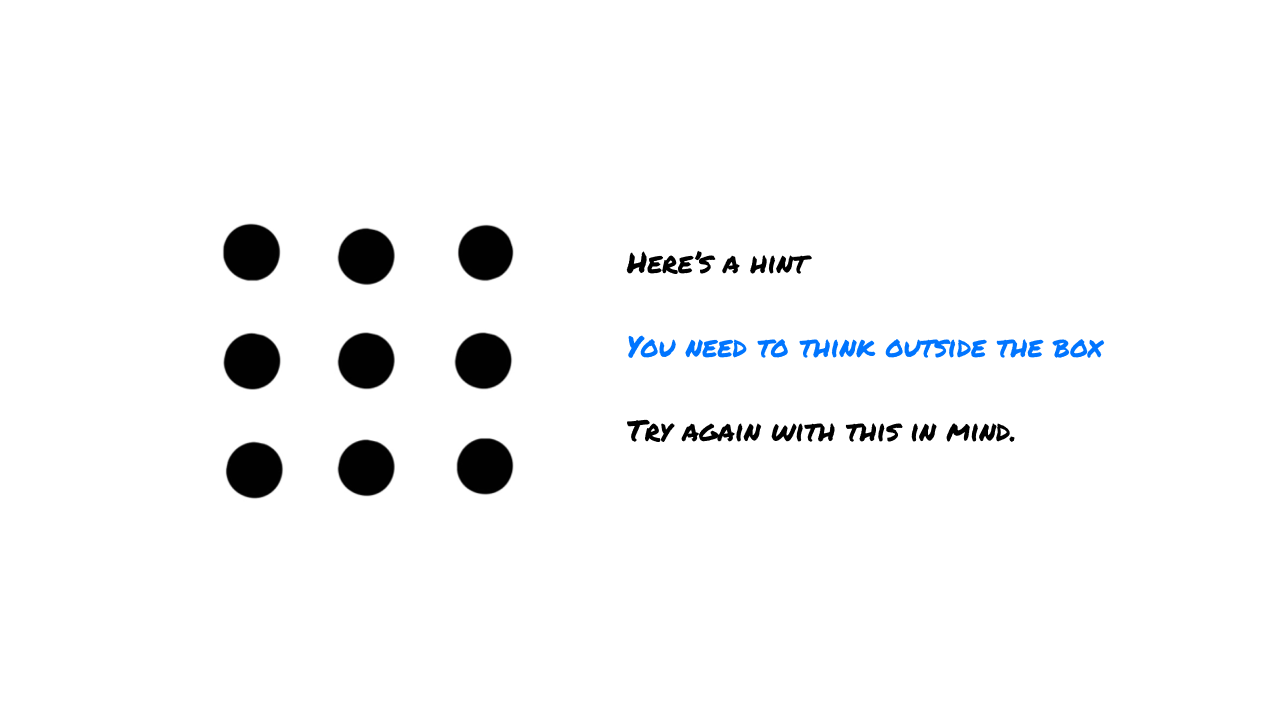 Here's a hint
You need to think outside the box
Try again with this in mind.